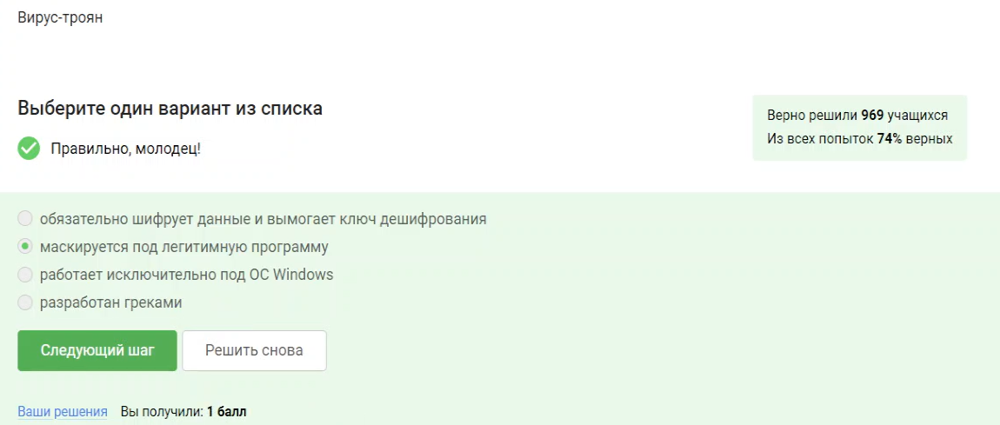 Вирус-троян
Выберите один вариант из списка
Правильно, молодец!
Верно решили 969 учащихся
Из всех попыток 74% верных
обязательно шифрует данные и вымогает ключ дешифрования
маскируется под легитимную программу
работает исключительно под ОС Windows
разработан греками
Следующий шаг
Решить снова
Ваши решения Вы получили: 1 балл